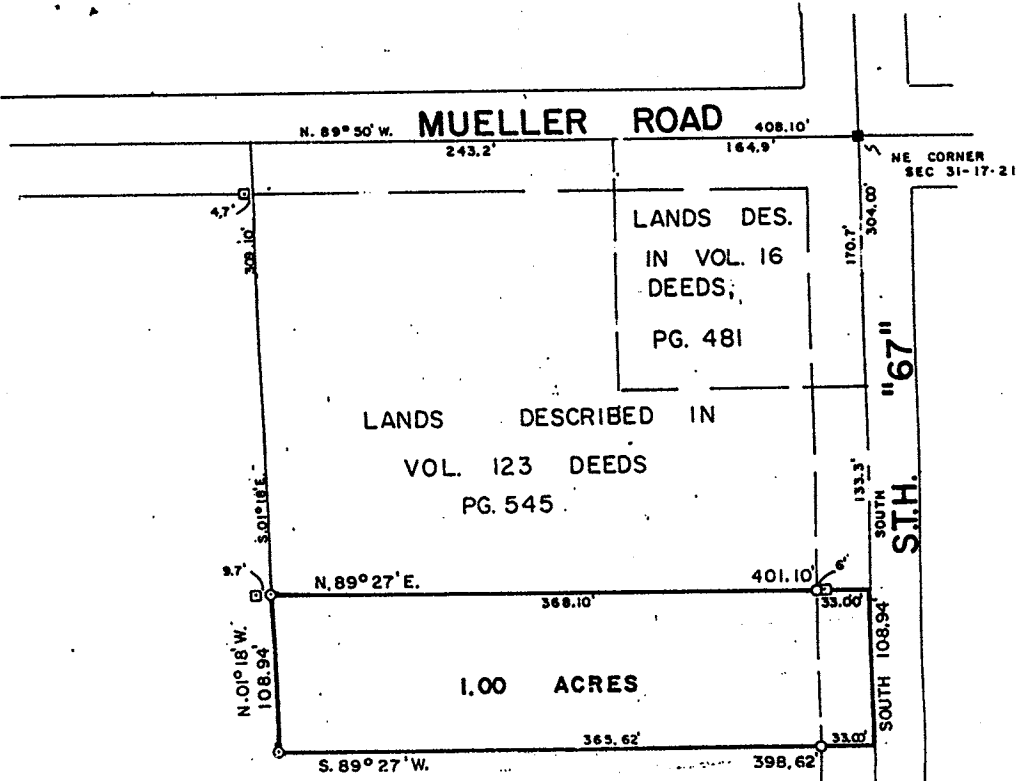 N. 89° 50' W.
MUELLER ROAD
408.10'
243.2'
164.9'
NE CORNER
SEC 31-17-21
4.7'
309.10'
LANDS DES.
IN VOL. 16
DEEDS,
PG. 481
170.7'
304.00'
"67"
LANDS DESCRIBED IN
VOL. 123 DEEDS
PG. 545
S.01°18'E.
133.3'
SOUTH
S.T.H.
9.7'
N. 89° 27' E.
401.10'
6'
368.10'
33.00'
N.01°18'W.
108.94'
1.00 ACRES
SOUTH 108.94'
365.62'
33.00'
S. 89° 27' W.
398.62'